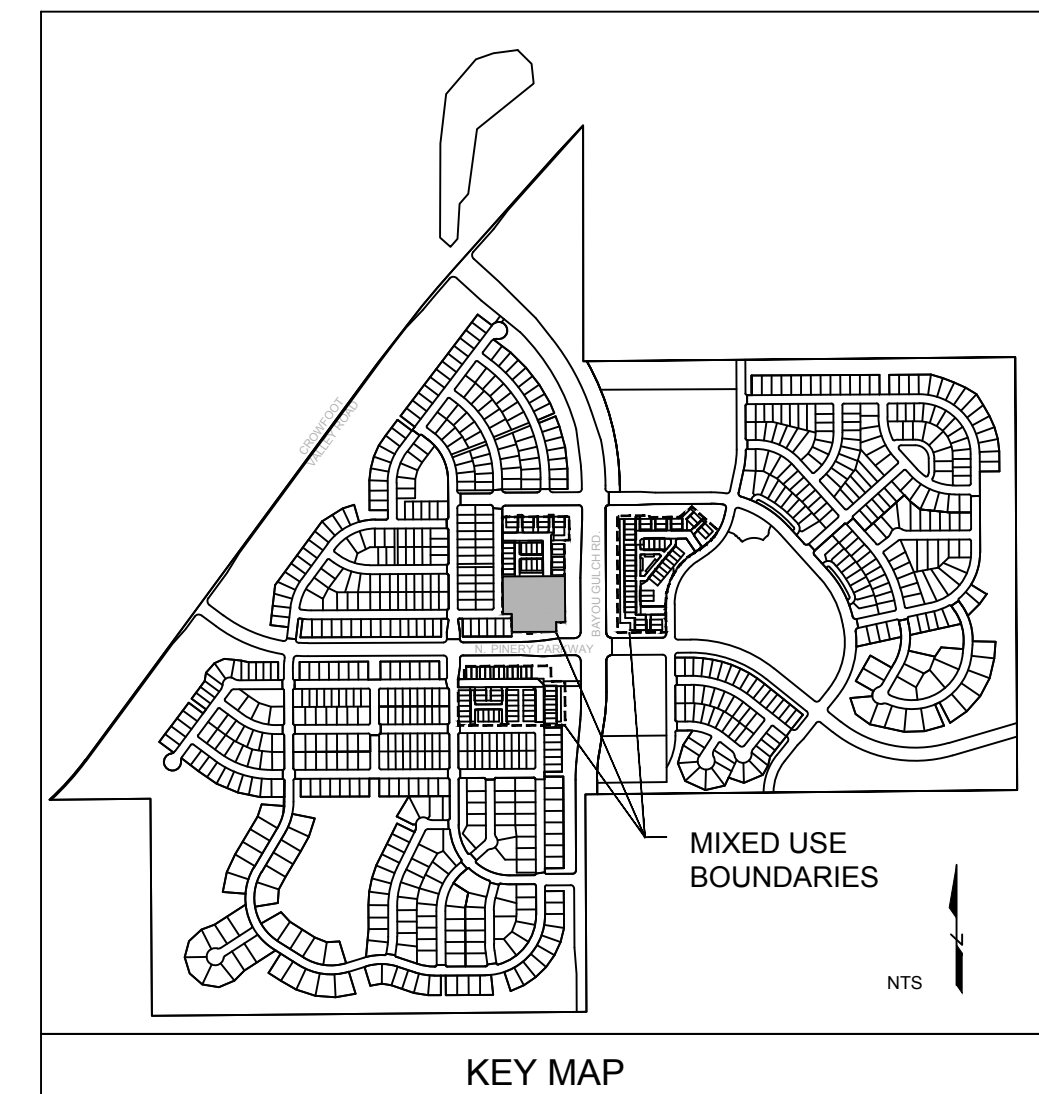 CROWFOOT
VALLEY ROAD
BAYOU GULCH RD.
N. PINERY PARKWAY
MIXED USE
BOUNDARIES
NTS
KEY MAP